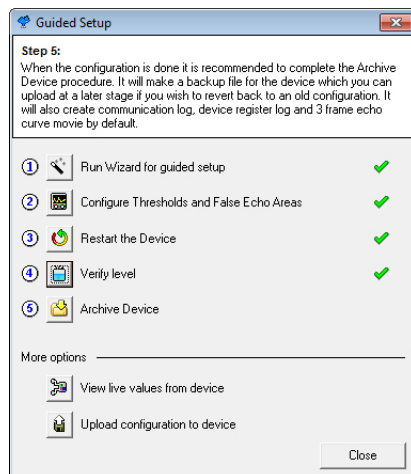 Guided Setup
Step 5:
When the configuration is done it is recommended to complete the Archive
Device procedure. It will make a backup file for the device which you can
upload at a later stage if you wish to revert back to an old configuration. It
will also create communication log, device register log and 3 frame echo
curve movie by default.
1 Run Wizard for guided setup
2 Configure Thresholds and False Echo Areas
3 Restart the Device
4 Verify level
5 Archive Device
More options
View live values from device
Upload configuration to device
Close